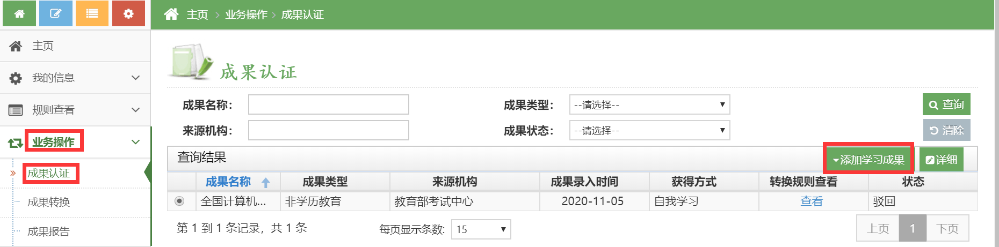 主页 > 业务操作 > 成果认证
主页
我的信息
规则查看
业务操作
成果认证
成果转换
成果报告
成果认证
成果名称： 成果类型： --请选择-- 查询
来源机构： 成果状态： --请选择-- 清除
查询结果 添加学习成果 详细
成果名称 成果类型 来源机构 成果录入时间 获得方式 转换规则查看 状态
全国计算机... 非学历教育 教育部考试中心 2020-11-05 自我学习 查看 驳回
第 1 到 1 条记录，共 1 条 每页显示条数: 15 上页 1 下页